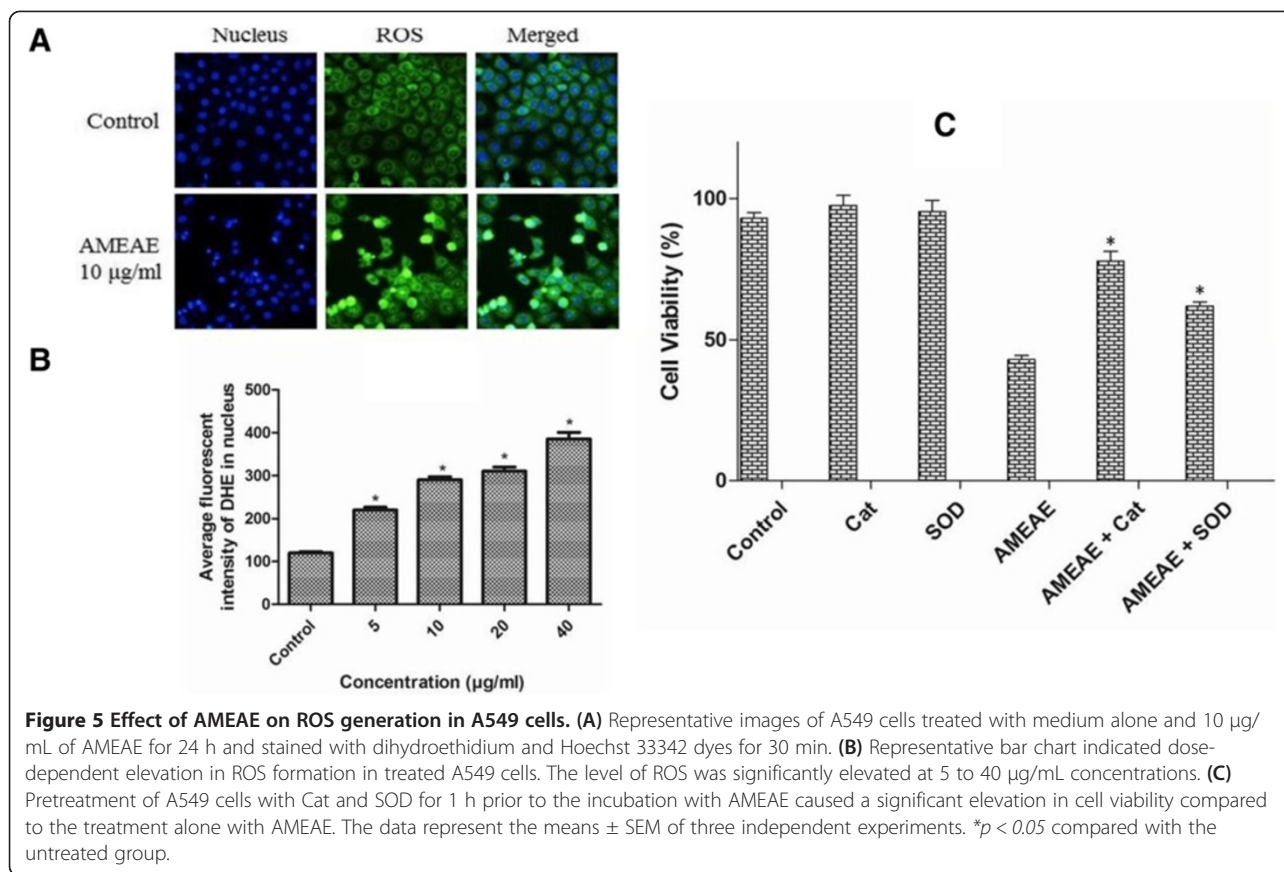 A
Nucleus ROS Merged
Control
AMEAE
10 µg/ml
B
Average fluorescent
intensity of DHE in nucleus
500
400
300
200
100
0
* * * *
Control 5 10 20 40
Concentration (µg/ml)
C
Cell Viability (%)
100
50
0
* *
Control Cat SOD AMEAE AMEAE + Cat AMEAE + SOD
Figure 5 Effect of AMEAE on ROS generation in A549 cells. (A) Representative images of A549 cells treated with medium alone and 10 µg/
mL of AMEAE for 24 h and stained with dihydroethidium and Hoechst 33342 dyes for 30 min. (B) Representative bar chart indicated dose-
dependent elevation in ROS formation in treated A549 cells. The level of ROS was significantly elevated at 5 to 40 µg/mL concentrations. (C)
Pretreatment of A549 cells with Cat and SOD for 1 h prior to the incubation with AMEAE caused a significant elevation in cell viability compared
to the treatment alone with AMEAE. The data represent the means ± SEM of three independent experiments. *p < 0.05 compared with the
untreated group.